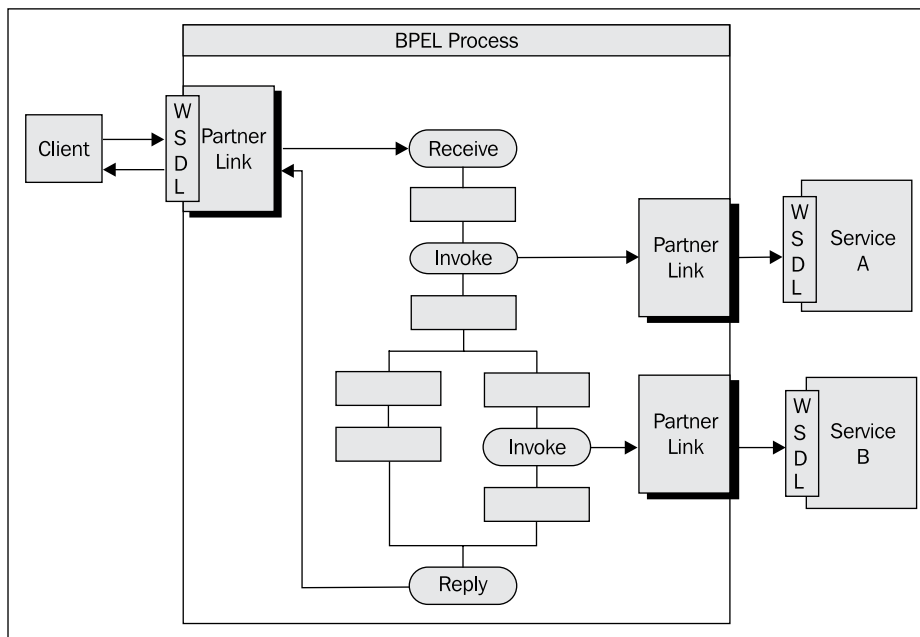 BPEL Process
Client
W
S
D
L
Partner
Link
Receive
Invoke
Partner
Link
W
S
D
L
Service
A
Invoke
Partner
Link
W
S
D
L
Service
B
Reply